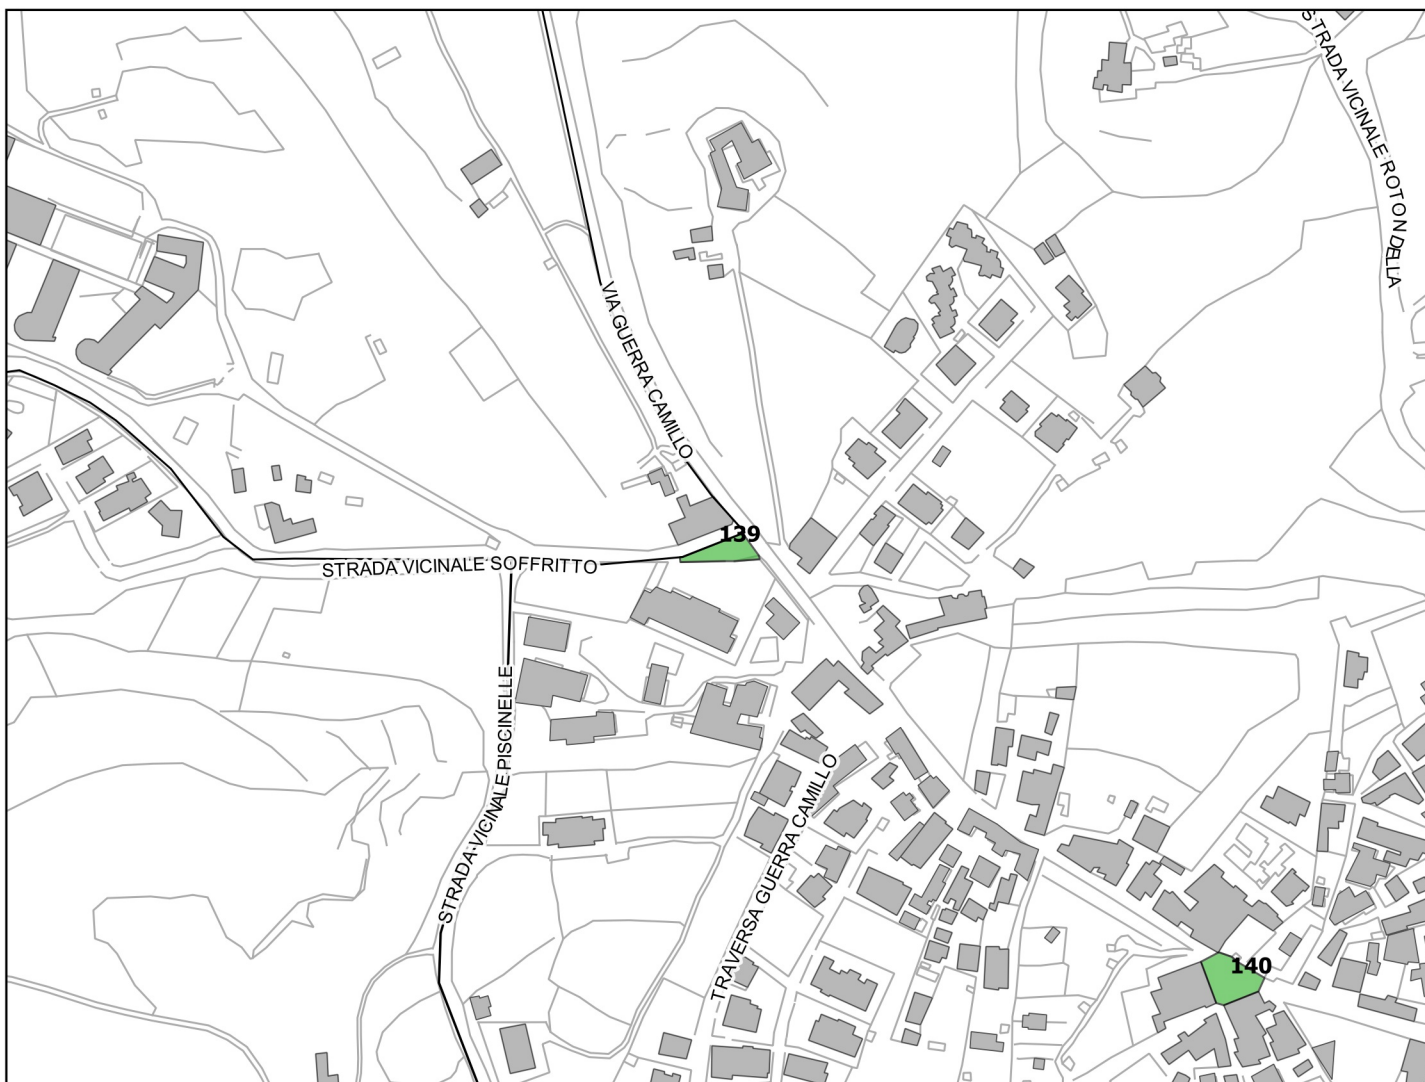 STRADA VICINALE ROTONDELLA
VIA GUERRA CAMILLO
139
STRADA VICINALE SOFFRITTO
STRADA VICINALE PISCINELLE
TRAVERSA GUERRA CAMILLO
140